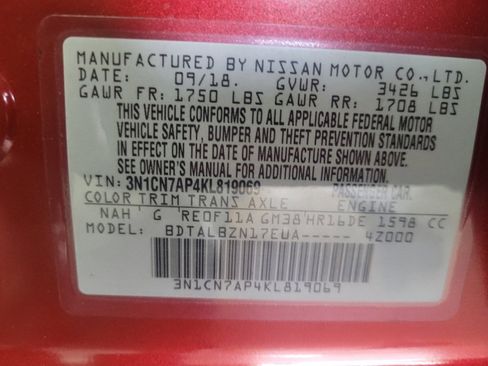 MANUFACTURED BY NISSAN MOTOR CO., LTD.
DATE: 09/18. GVWR: 3426 LBS
GAWR FR: 1750 LBS GAWR RR: 1708 LBS
THIS VEHICLE CONFORMS TO ALL APPLICABLE FEDERAL MOTOR
VEHICLE SAFETY, BUMPER AND THEFT PREVENTION STANDARDS
IN EFFECT ON THE DATE OF MANUFACTURE SHOWN ABOVE.
SEE OWNER'S MANUAL FOR ADDITIONAL INFORMATION.
VIN: 3N1CN7AP4KL819069 PASSENGER CAR.
COLOR TRIM TRANS AXLE ENGINE
NAH G RE0F11A GM38 HR16DE 1598 CC
MODEL: BDTALBZN17EUA----- 4Z000
3N1CN7AP4KL819069